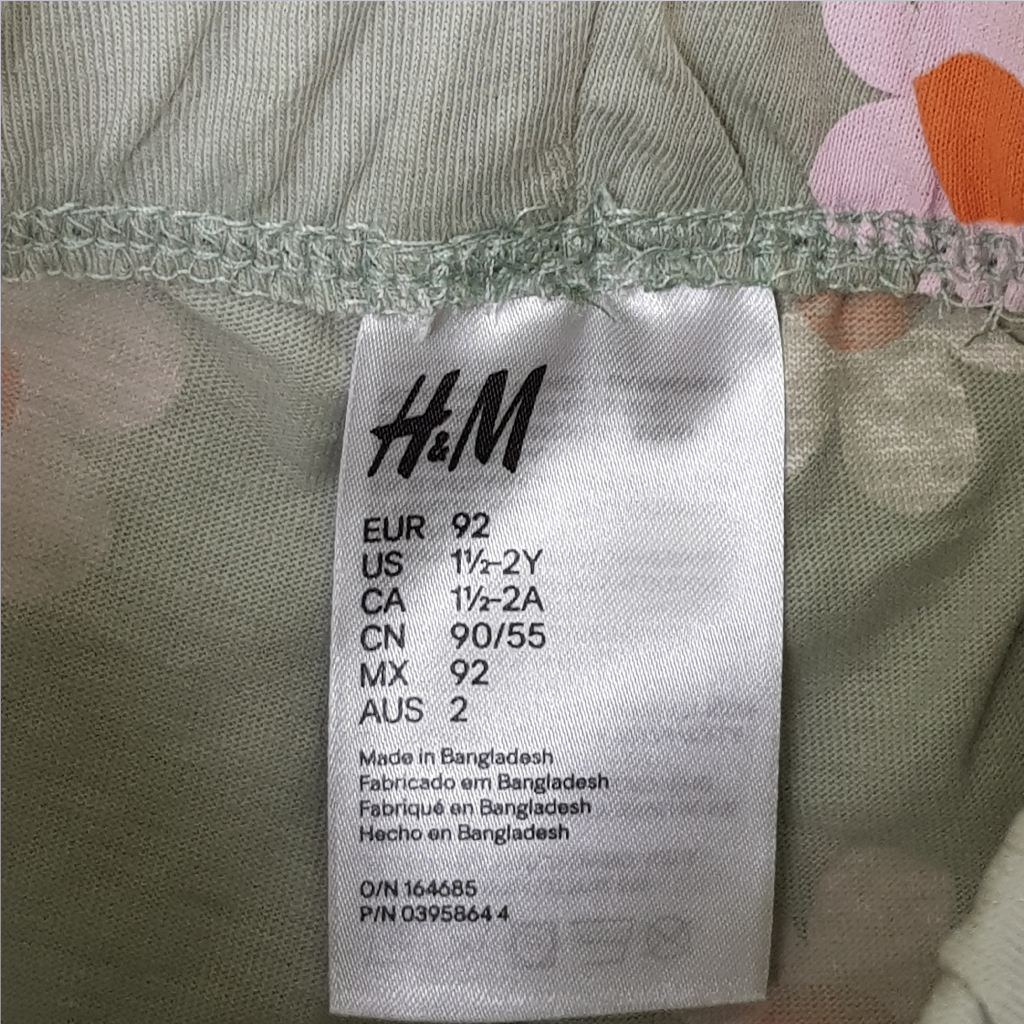 H&M
EUR 92
US 1½-2Y
CA 1½-2A
CN 90/55
MX 92
AUS 2
Made in Bangladesh
Fabricado em Bangladesh
Fabriqué en Bangladesh
Hecho en Bangladesh
O/N 164685
P/N 0395864 4